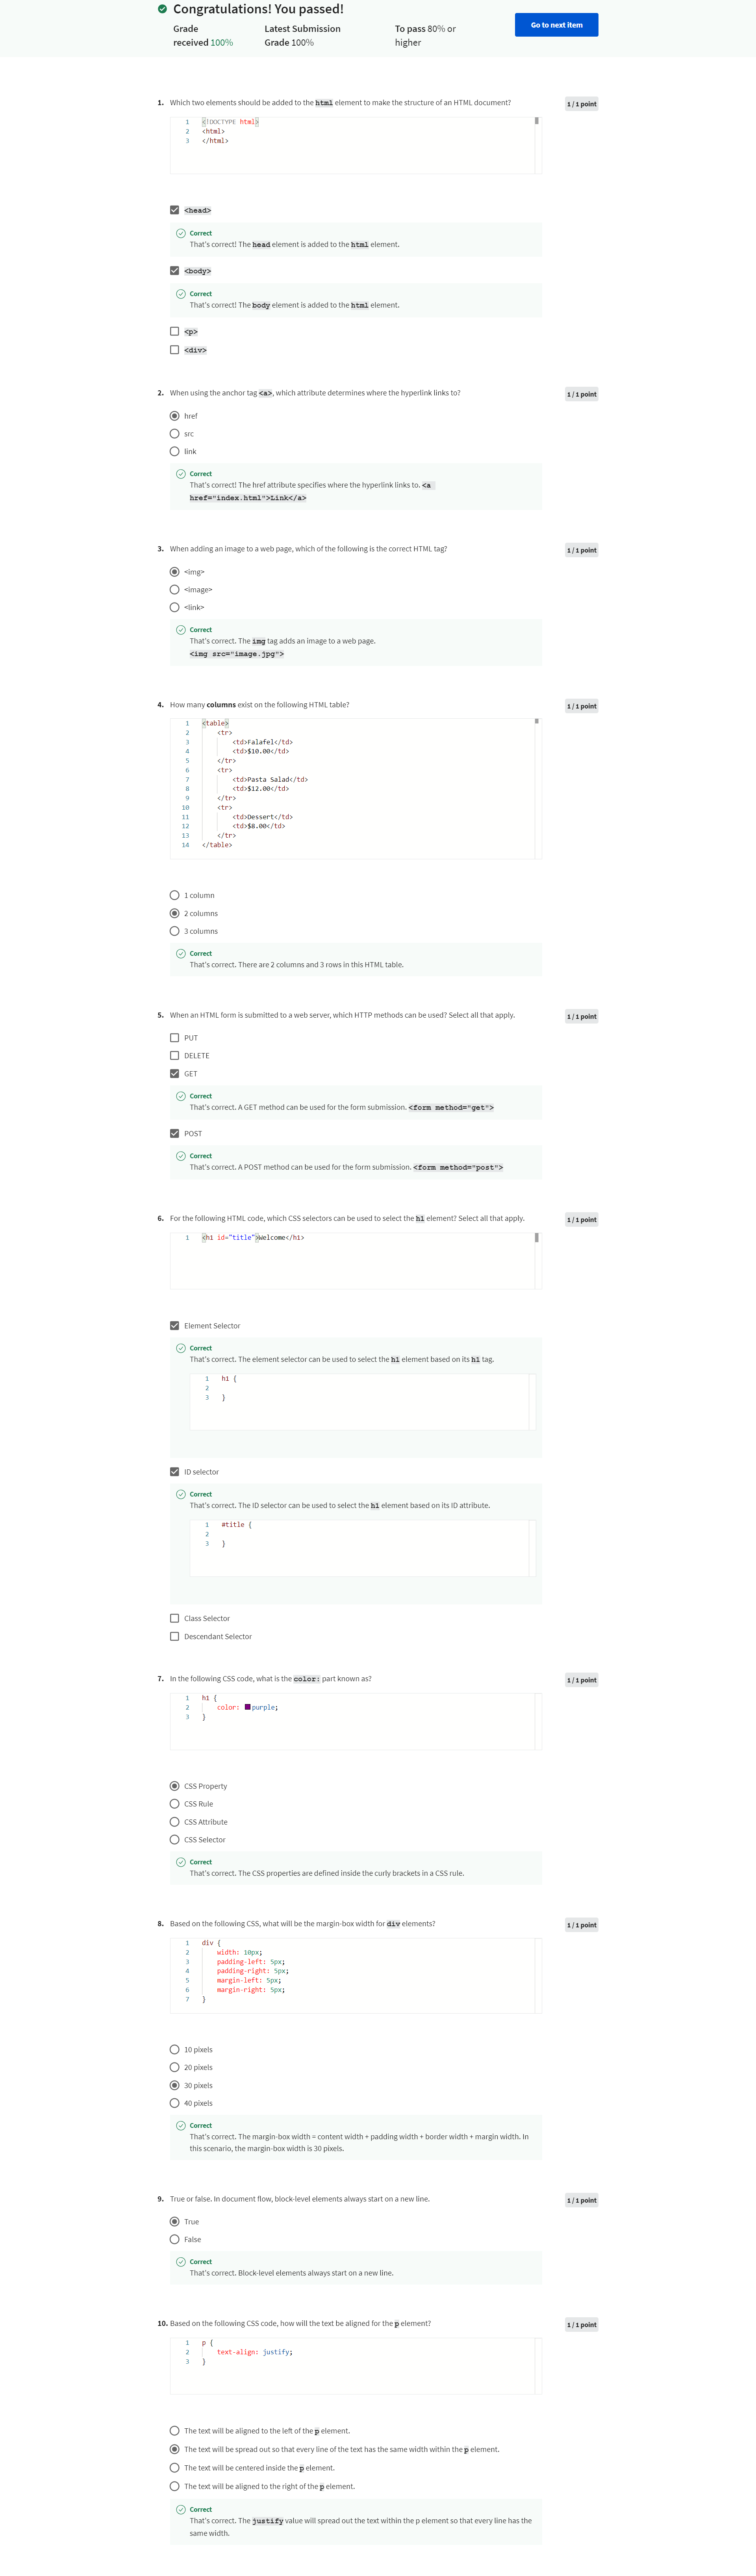 Congratulations! You passed!
Grade received 100%
Latest Submission Grade 100%
To pass 80% or higher
Go to next item
1. Which two elements should be added to the html element to make the structure of an HTML document?
1 / 1 point
1 <!DOCTYPE html>
2 <html>
3 </html>
<head>
Correct
That's correct! The head element is added to the html element.
<body>
Correct
That's correct! The body element is added to the html element.
<p>
<div>
2. When using the anchor tag <a>, which attribute determines where the hyperlink links to?
1 / 1 point
href
src
link
Correct
That's correct! The href attribute specifies where the hyperlink links to. <a
href="index.html">Link</a>
3. When adding an image to a web page, which of the following is the correct HTML tag?
1 / 1 point
<img>
<image>
<link>
Correct
That's correct. The img tag adds an image to a web page.
<img src="image.jpg">
4. How many columns exist on the following HTML table?
1 / 1 point
1 <table>
2 <tr>
3 <td>Falafel</td>
4 <td>$10.00</td>
5 </tr>
6 <tr>
7 <td>Pasta Salad</td>
8 <td>$12.00</td>
9 </tr>
10 <tr>
11 <td>Dessert</td>
12 <td>$8.00</td>
13 </tr>
14 </table>
1 column
2 columns
3 columns
Correct
That's correct. There are 2 columns and 3 rows in this HTML table.
5. When an HTML form is submitted to a web server, which HTTP methods can be used? Select all that apply.
1 / 1 point
PUT
DELETE
GET
Correct
That's correct. A GET method can be used for the form submission. <form method="get">
POST
Correct
That's correct. A POST method can be used for the form submission. <form method="post">
6. For the following HTML code, which CSS selectors can be used to select the h1 element? Select all that apply.
1 / 1 point
1 <h1 id="title">Welcome</h1>
Element Selector
Correct
That's correct. The element selector can be used to select the h1 element based on its h1 tag.
1 h1 {
2
3 }
ID selector
Correct
That's correct. The ID selector can be used to select the h1 element based on its ID attribute.
1 #title {
2
3 }
Class Selector
Descendant Selector
7. In the following CSS code, what is the color: part known as?
1 / 1 point
1 h1 {
2 color: purple;
3 }
CSS Property
CSS Rule
CSS Attribute
CSS Selector
Correct
That's correct. The CSS properties are defined inside the curly brackets in a CSS rule.
8. Based on the following CSS, what will be the margin-box width for div elements?
1 / 1 point
1 div {
2 width: 10px;
3 padding-left: 5px;
4 padding-right: 5px;
5 margin-left: 5px;
6 margin-right: 5px;
7 }
10 pixels
20 pixels
30 pixels
40 pixels
Correct
That's correct. The margin-box width = content width + padding width + border width + margin width. In
this scenario, the margin-box width is 30 pixels.
9. True or false. In document flow, block-level elements always start on a new line.
1 / 1 point
True
False
Correct
That's correct. Block-level elements always start on a new line.
10. Based on the following CSS code, how will the text be aligned for the p element?
1 / 1 point
1 p {
2 text-align: justify;
3 }
The text will be aligned to the left of the p element.
The text will be spread out so that every line of the text has the same width within the p element.
The text will be centered inside the p element.
The text will be aligned to the right of the p element.
Correct
That's correct. The justify value will spread out the text within the p element so that every line has the
same width.